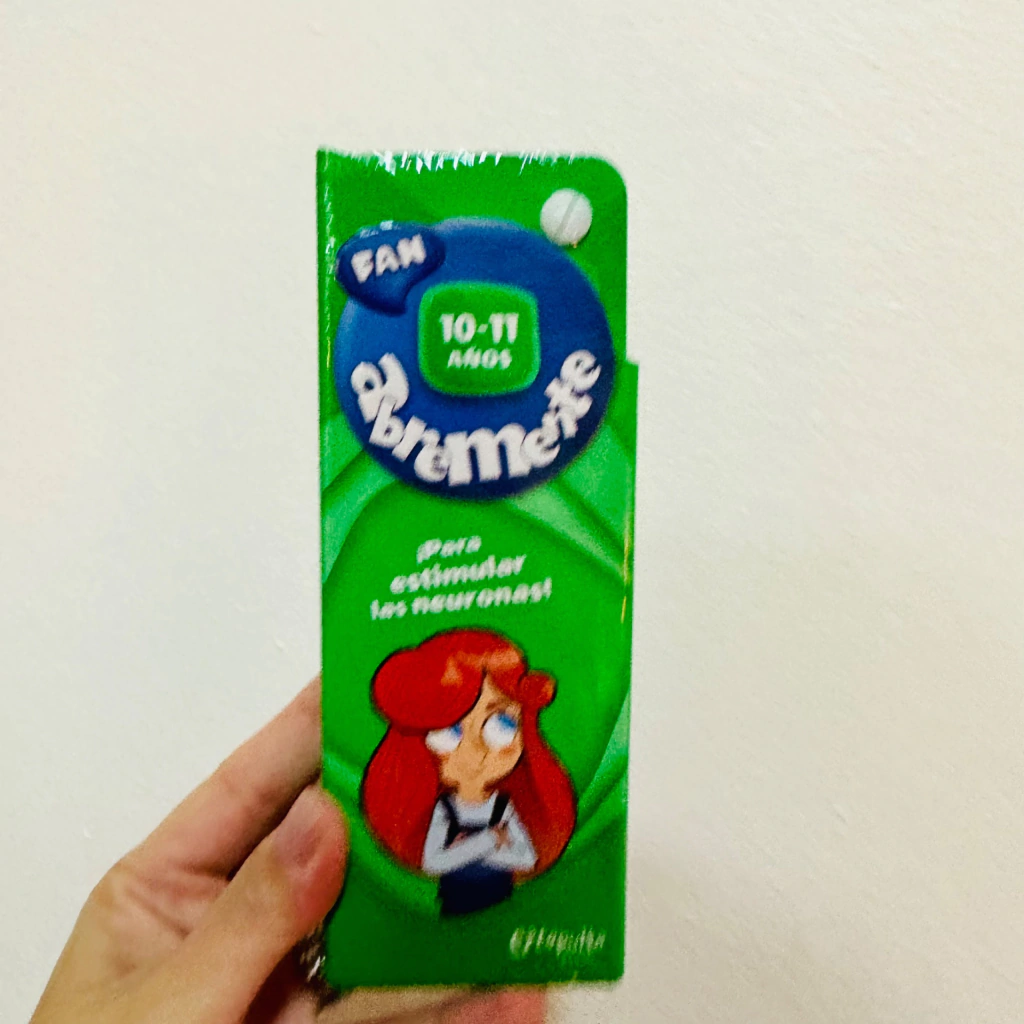 FAN
10-11
AÑOS
abremente
¡Para
estimular
las neuronas!